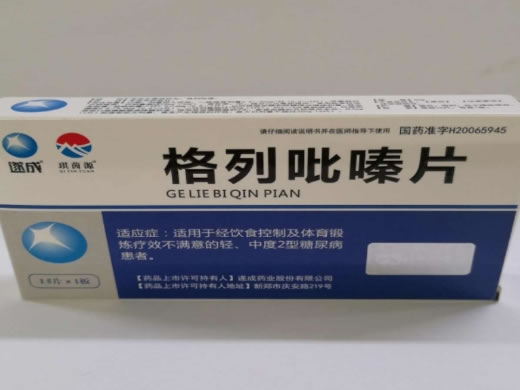 请仔细阅读说明书并在医师指导下使用
国药准字H20065945
遂成
琪尚源
格列吡嗪片
GE LIE BI QIN PIAN
适应症：适用于经饮食控制及体育锻
炼疗效不满意的轻、中度2型糖尿病
患者。
【药品上市许可持有人】遂成药业股份有限公司
【药品上市许可持有人地址】新郑市庆安路219号